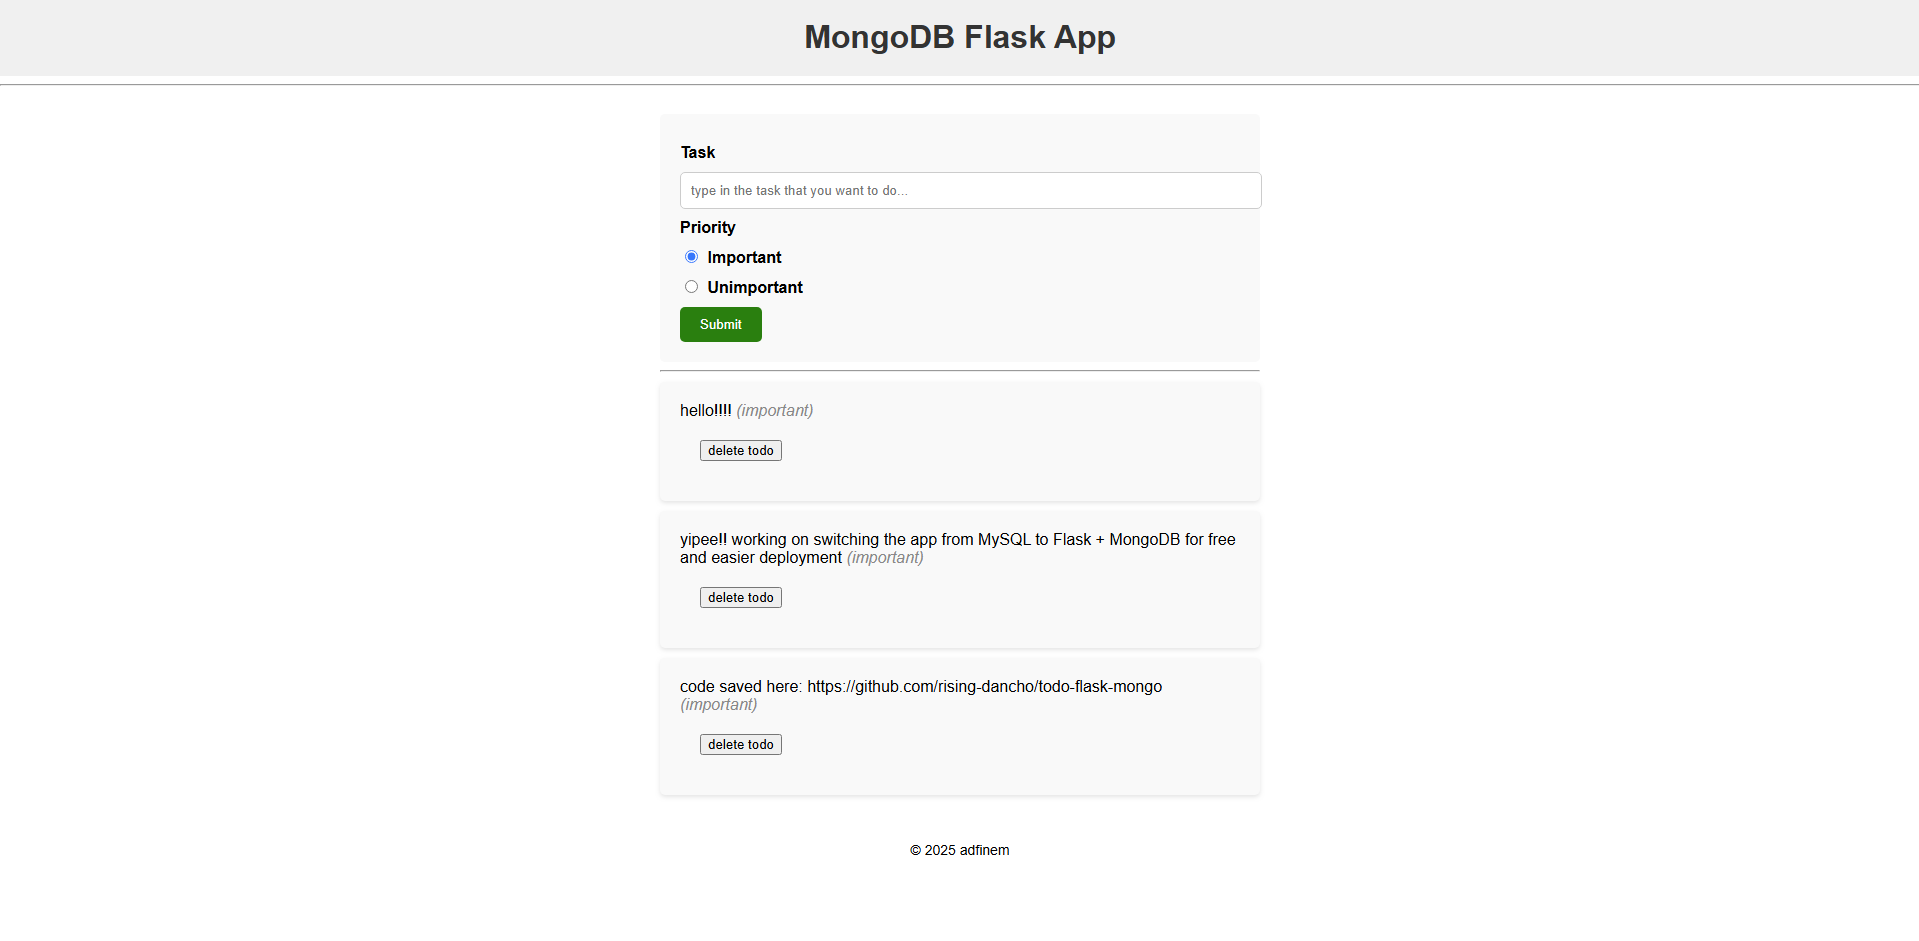 MongoDB Flask App
Task
type in the task that you want to do...
Priority
Important
Unimportant
Submit
hello!!!! (important)
delete todo
yipee!! working on switching the app from MySQL to Flask + MongoDB for free
and easier deployment (important)
delete todo
code saved here: https://github.com/rising-dancho/todo-flask-mongo
(important)
delete todo
© 2025 adfinem